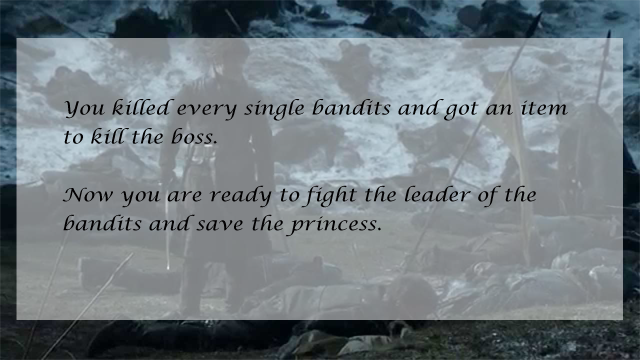 You killed every single bandits and got an item
to kill the boss.
Now you are ready to fight the leader of the
bandits and save the princess.